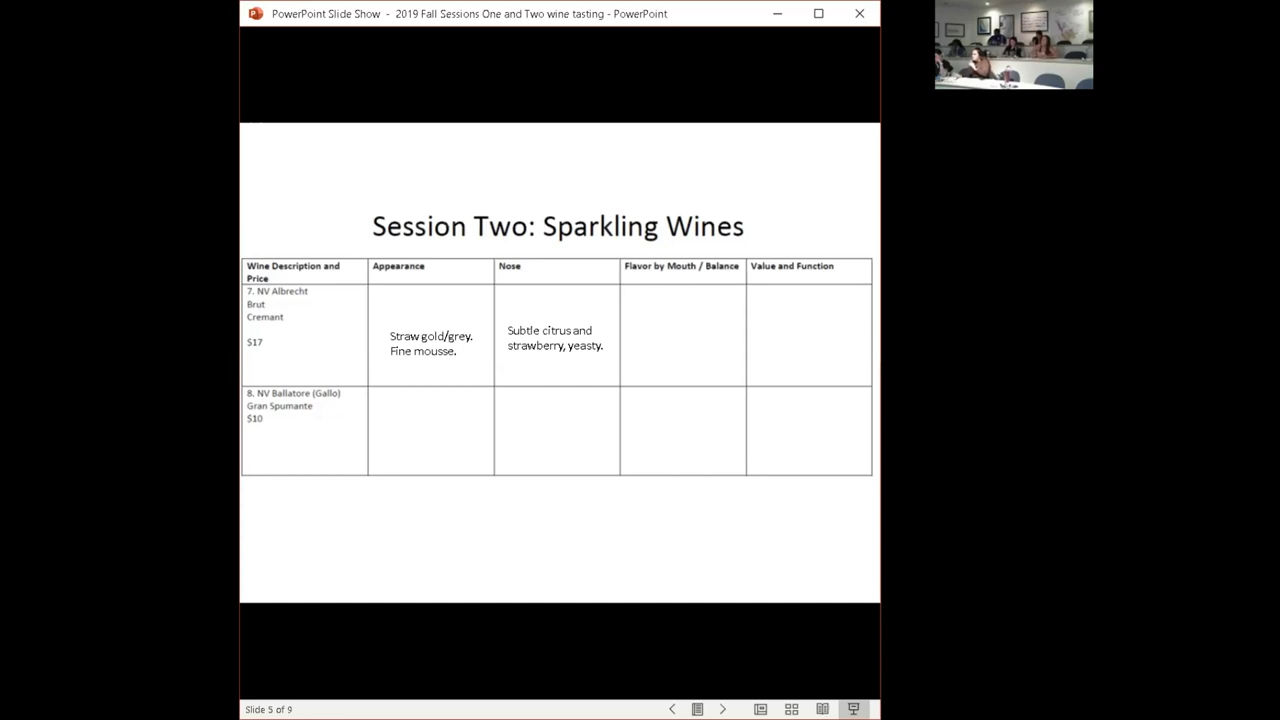 PowerPoint Slide Show - 2019 Fall Sessions One and Two wine tasting - PowerPoint
Session Two: Sparkling Wines
Wine Description and
Price
Appearance
Nose
Flavor by Mouth / Balance
Value and Function
7. NV Albrecht
Brut
Cremant
$17
Straw gold/grey.
Fine mousse.
Subtle citrus and
strawberry, yeasty.
8. NV Ballatore (Gallo)
Gran Spumante
$10
Slide 5 of 9